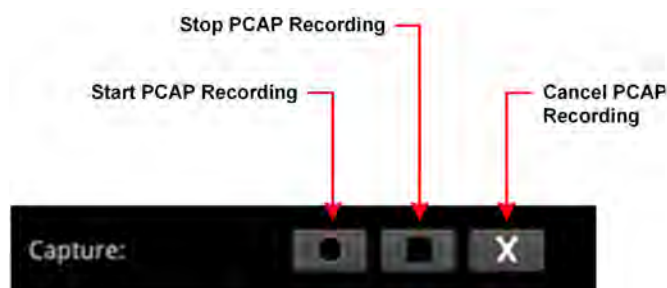 Stop PCAP Recording
Start PCAP Recording
Cancel PCAP
Recording
Capture:
X